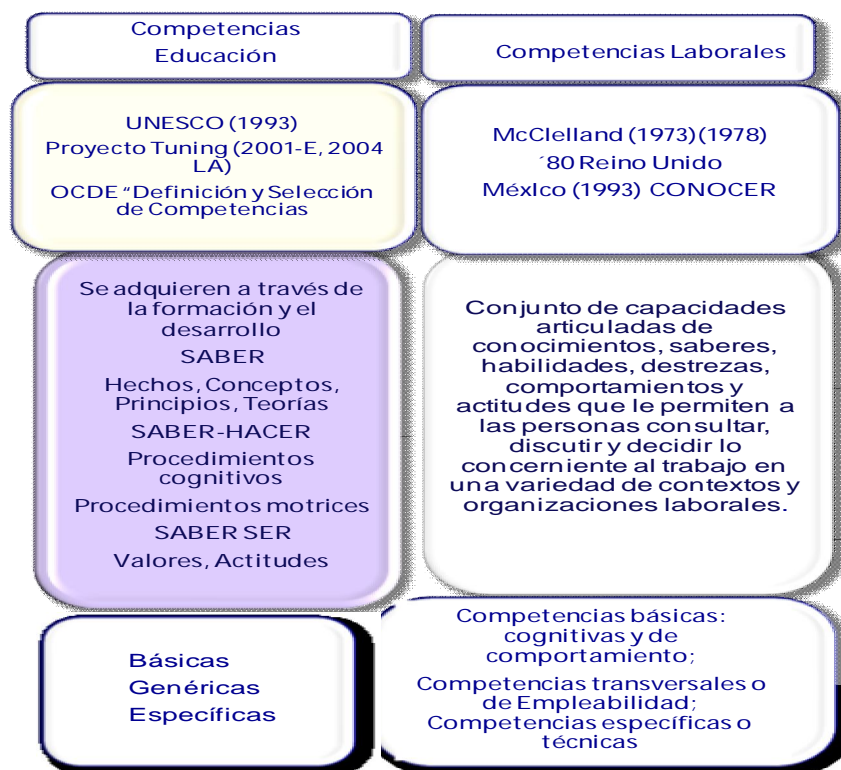 Competencias
Educación
Competencias Laborales
UNESCO (1993)
Proyecto Tuning (2001-E, 2004
LA)
OCDE “Definición y Selección
de Competencias
McClelland (1973)(1978)
´80 Reino Unido
MéxIco (1993) CONOCER
Se adquieren a través de
la formación y el
desarrollo
SABER
Hechos, Conceptos,
Principios, Teorías
SABER-HACER
Procedimientos
cognitivos
Procedimientos motrices
SABER SER
Valores, Actitudes
Conjunto de capacidades
articuladas de
conocimientos, saberes,
habilidades, destrezas,
comportamientos y
actitudes que le permiten a
las personas consultar,
discutir y decidir lo
concerniente al trabajo en
una variedad de contextos y
organizaciones laborales.
Básicas
Genéricas
Específicas
Competencias básicas:
cognitivas y de
comportamiento;
Competencias transversales o
de Empleabilidad;
Competencias específicas o
técnicas